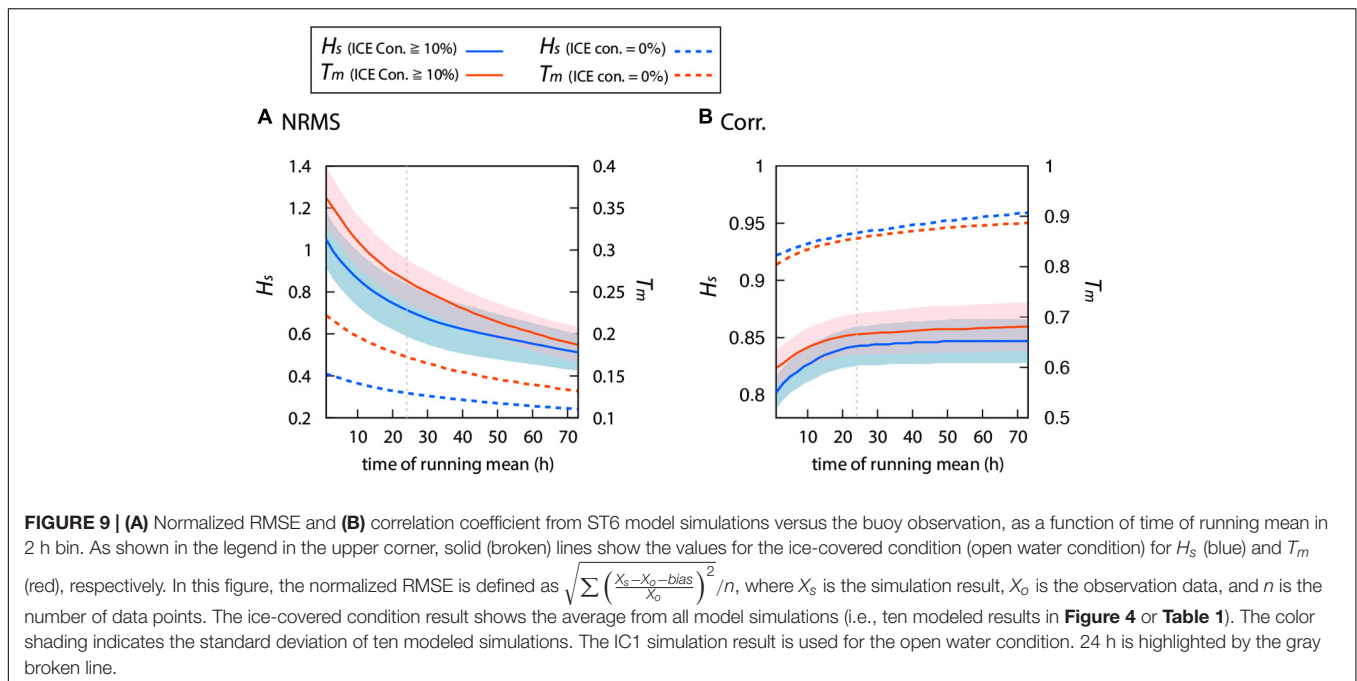 Hs (ICE Con. ≧ 10%) Hs (ICE con. = 0%)
Tm (ICE Con. ≧ 10%) Tm (ICE con. = 0%)
A NRMS
1.4
1.2
1
0.8
0.6
0.4
0.2
Hs
0.4
0.35
0.3
0.25
0.2
0.15
0.1
Tm
10 20 30 40 50 60 70
time of running mean (h)
B Corr.
1
0.95
0.9
0.85
0.8
Hs
1
0.9
0.8
0.7
0.6
0.5
Tm
10 20 30 40 50 60 70
time of running mean (h)
FIGURE 9 | (A) Normalized RMSE and (B) correlation coefficient from ST6 model simulations versus the buoy observation, as a function of time of running mean in
2 h bin. As shown in the legend in the upper corner, solid (broken) lines show the values for the ice-covered condition (open water condition) for Hs (blue) and Tm
(red), respectively. In this figure, the normalized RMSE is defined as √∑((Xs−Xo−bias)/Xo)²/n, where Xs is the simulation result, Xo is the observation data, and n is the
number of data points. The ice-covered condition result shows the average from all model simulations (i.e., ten modeled results in Figure 4 or Table 1). The color
shading indicates the standard deviation of ten modeled simulations. The IC1 simulation result is used for the open water condition. 24 h is highlighted by the gray
broken line.